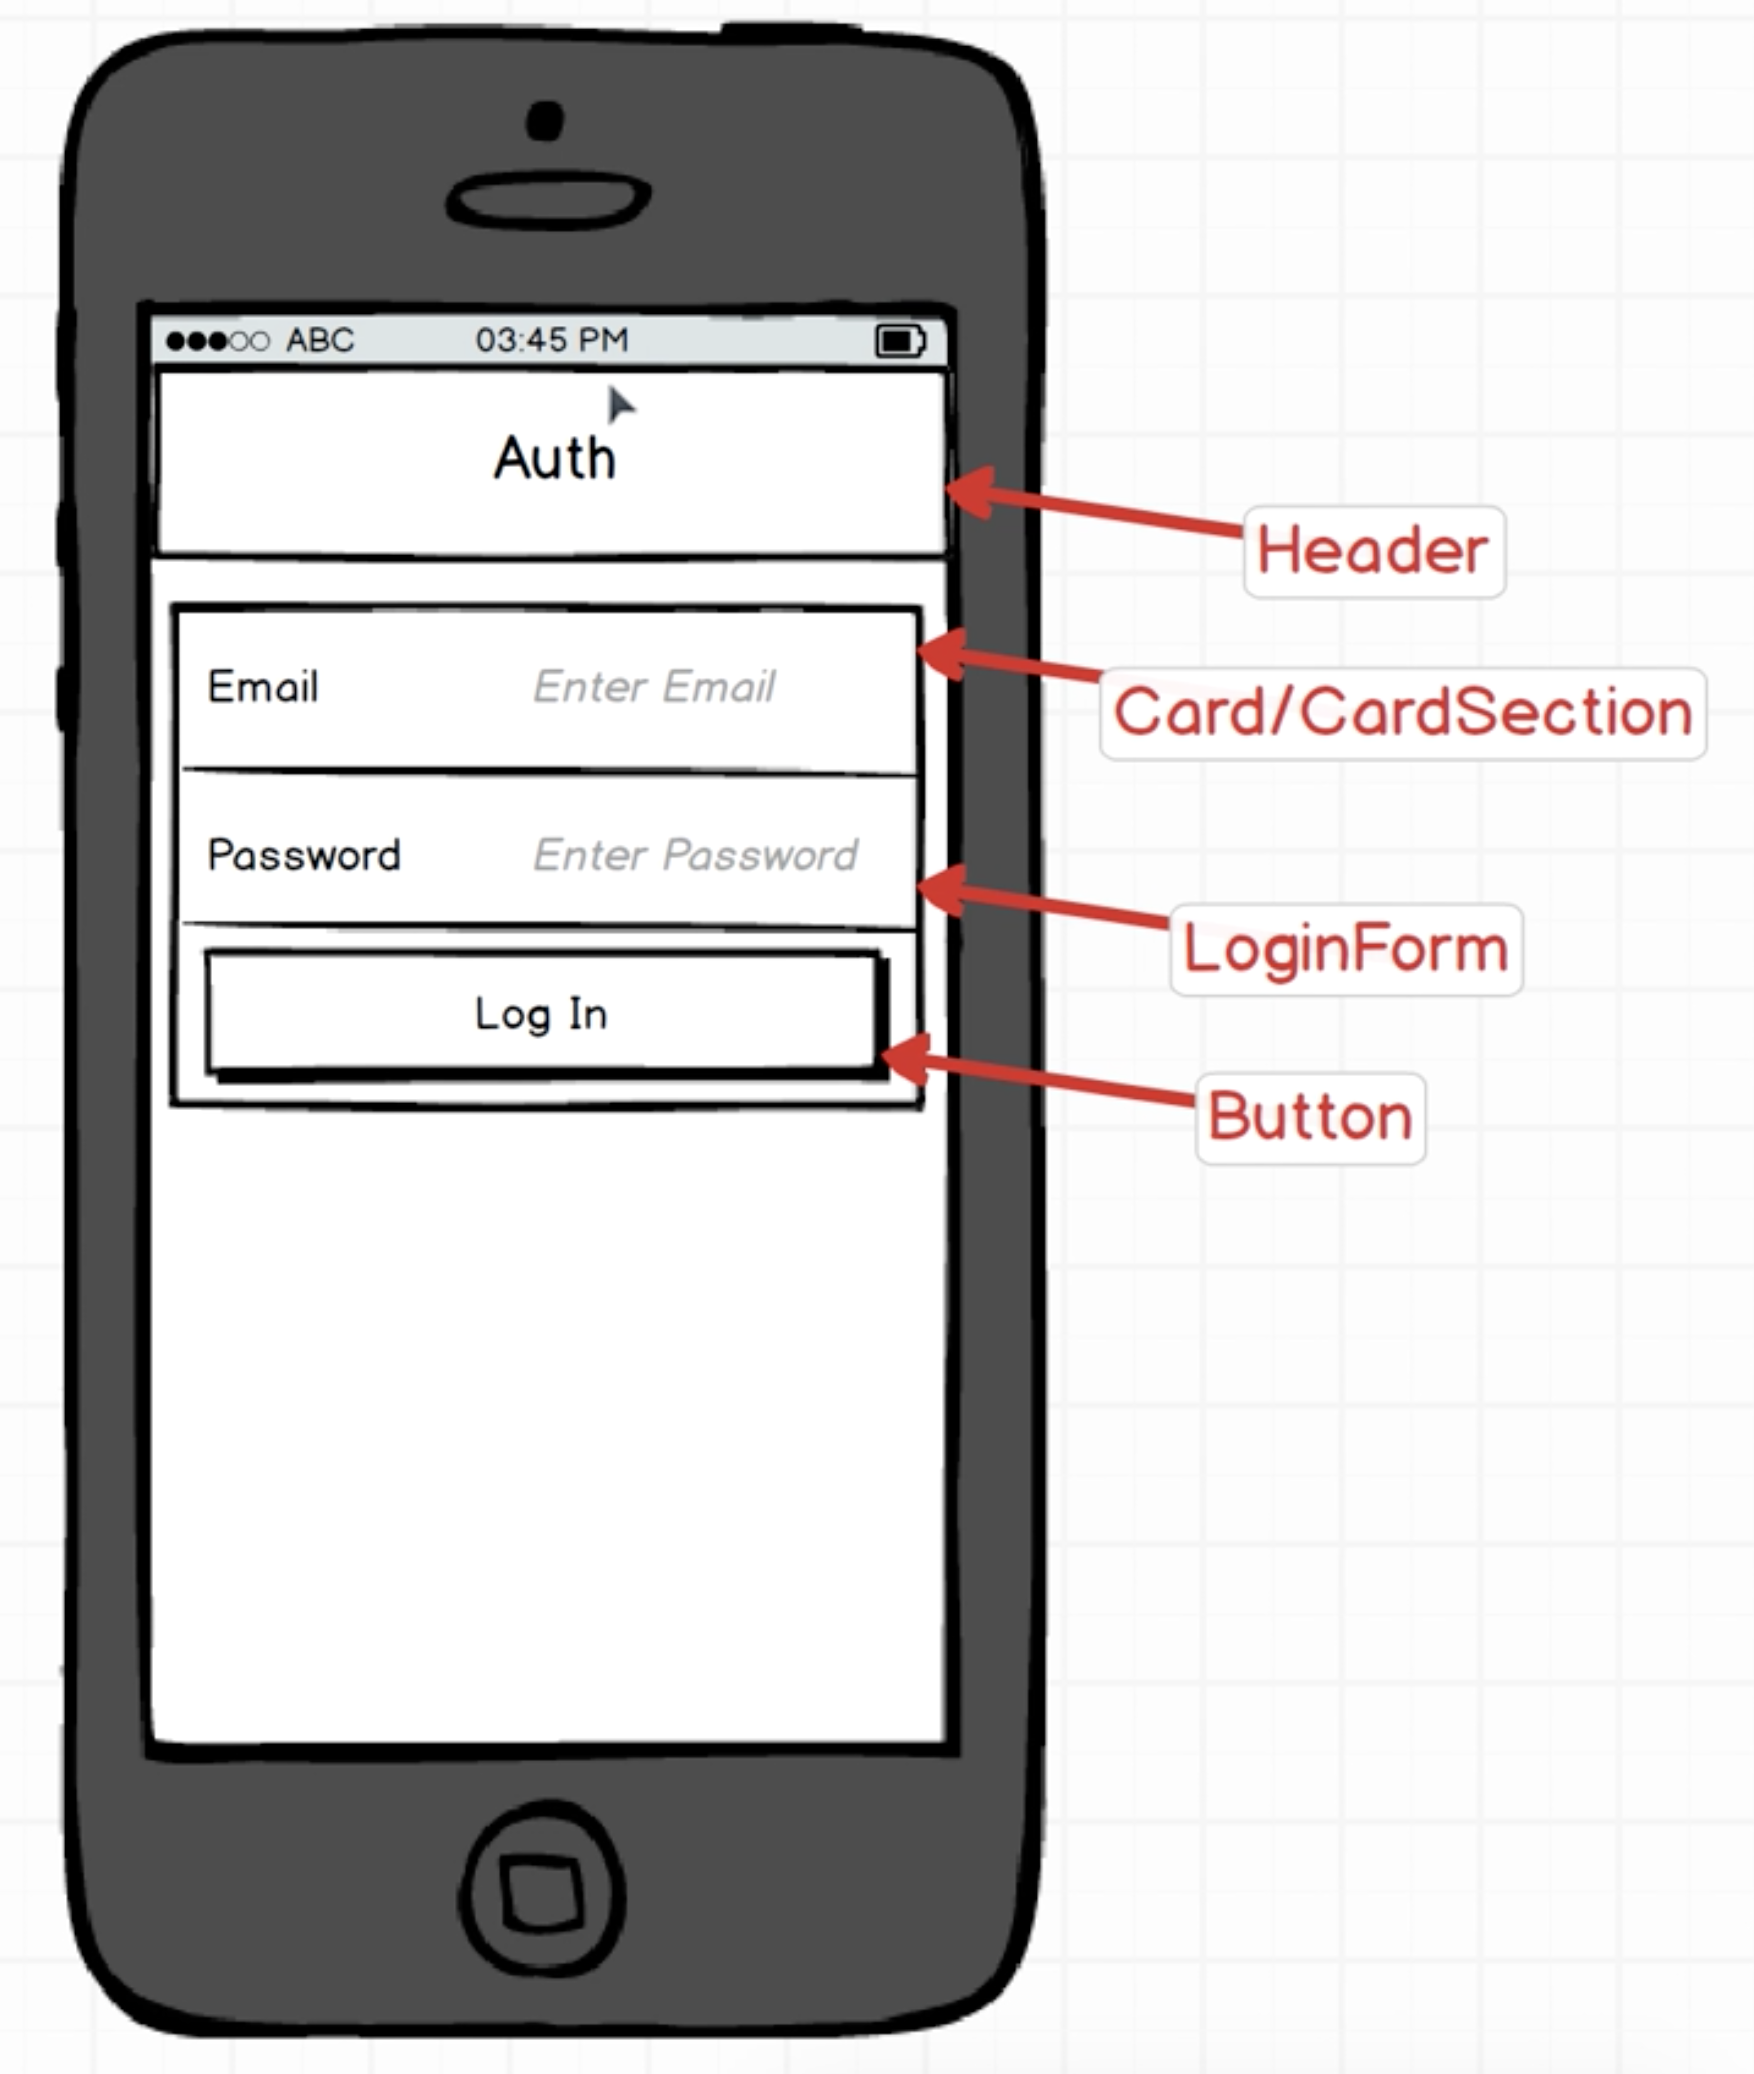 ABC 03:45 PM
Auth
Header
Email Enter Email
Card/CardSection
Password Enter Password
LoginForm
Log In
Button